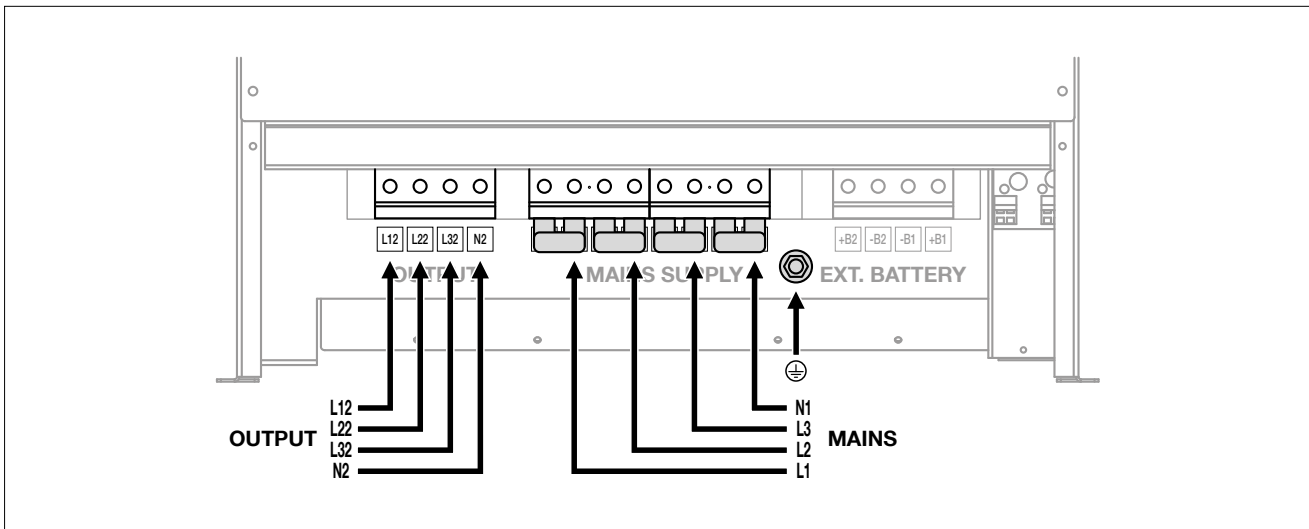 L12 L22 L32 N2
+B2 -B2 -B1 +B1
OUTPUT MAINS SUPPLY EXT. BATTERY
OUTPUT
L12
L22
L32
N2
N1
L3
L2
L1
MAINS